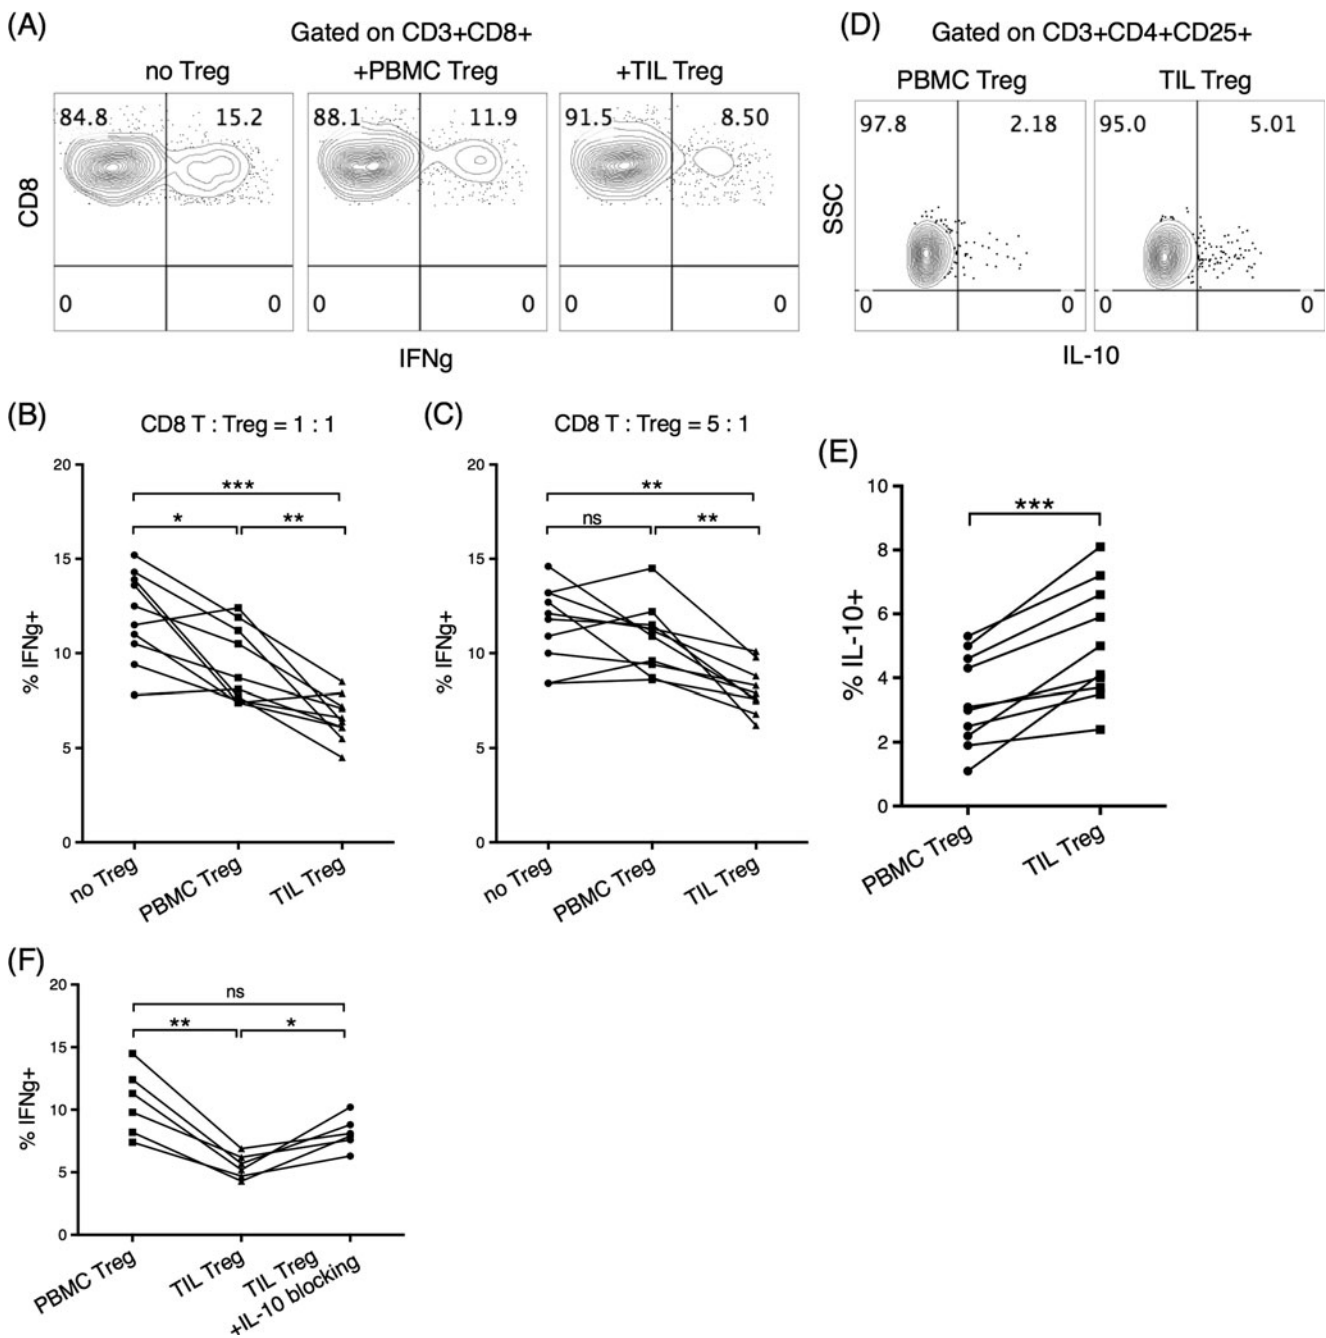 (A)
Gated on CD3+CD8+
no Treg
+PBMC Treg
+TIL Treg
84.8
15.2
88.1
11.9
91.5
8.50
CD8
0
0
0
0
0
0
IFNg
(D)
Gated on CD3+CD4+CD25+
PBMC Treg
TIL Treg
97.8
2.18
95.0
5.01
SSC
0
0
0
0
IL-10
(B)
CD8 T : Treg = 1 : 1
20
15
10
5
0
% IFNg+
***
*
**
no Treg
PBMC Treg
TIL Treg
(C)
CD8 T : Treg = 5 : 1
20
15
10
5
0
% IFNg+
**
ns
**
no Treg
PBMC Treg
TIL Treg
(E)
10
8
6
4
2
0
% IL-10+
***
PBMC Treg
TIL Treg
(F)
20
15
10
5
0
% IFNg+
ns
**
*
PBMC Treg
TIL Treg
TIL Treg
+IL-10 blocking